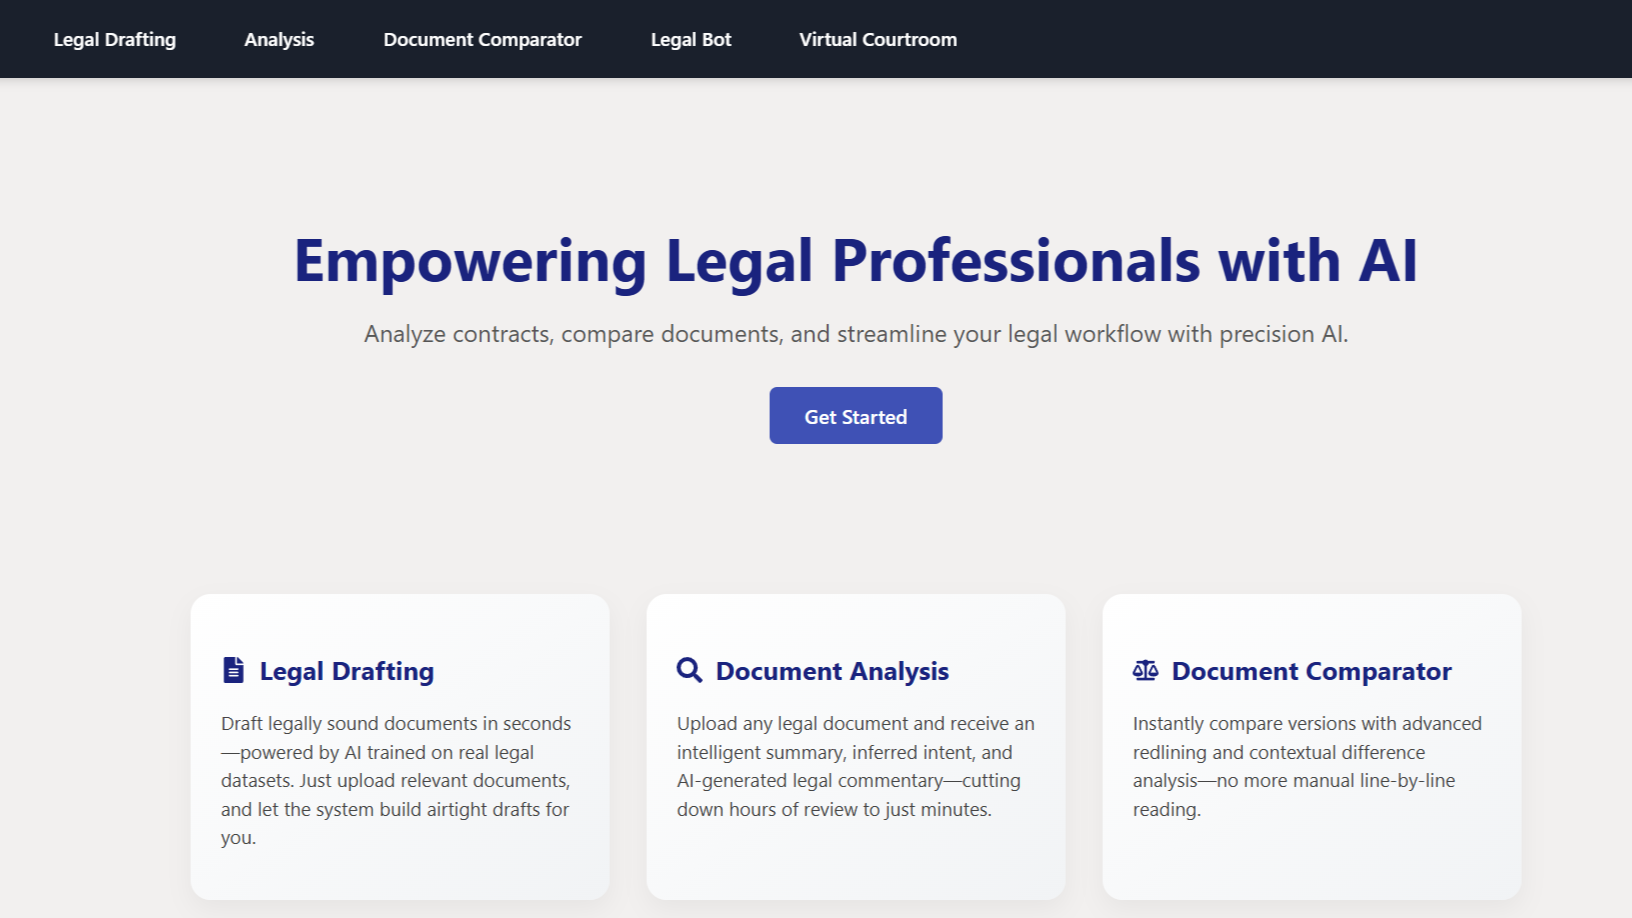 Legal Drafting
Analysis
Document Comparator
Legal Bot
Virtual Courtroom
Empowering Legal Professionals with AI
Analyze contracts, compare documents, and streamline your legal workflow with precision AI.
Get Started
Legal Drafting
Draft legally sound documents in seconds
—powered by AI trained on real legal
datasets. Just upload relevant documents,
and let the system build airtight drafts for
you.
Document Analysis
Upload any legal document and receive an
intelligent summary, inferred intent, and
AI-generated legal commentary—cutting
down hours of review to just minutes.
Document Comparator
Instantly compare versions with advanced
redlining and contextual difference
analysis—no more manual line-by-line
reading.